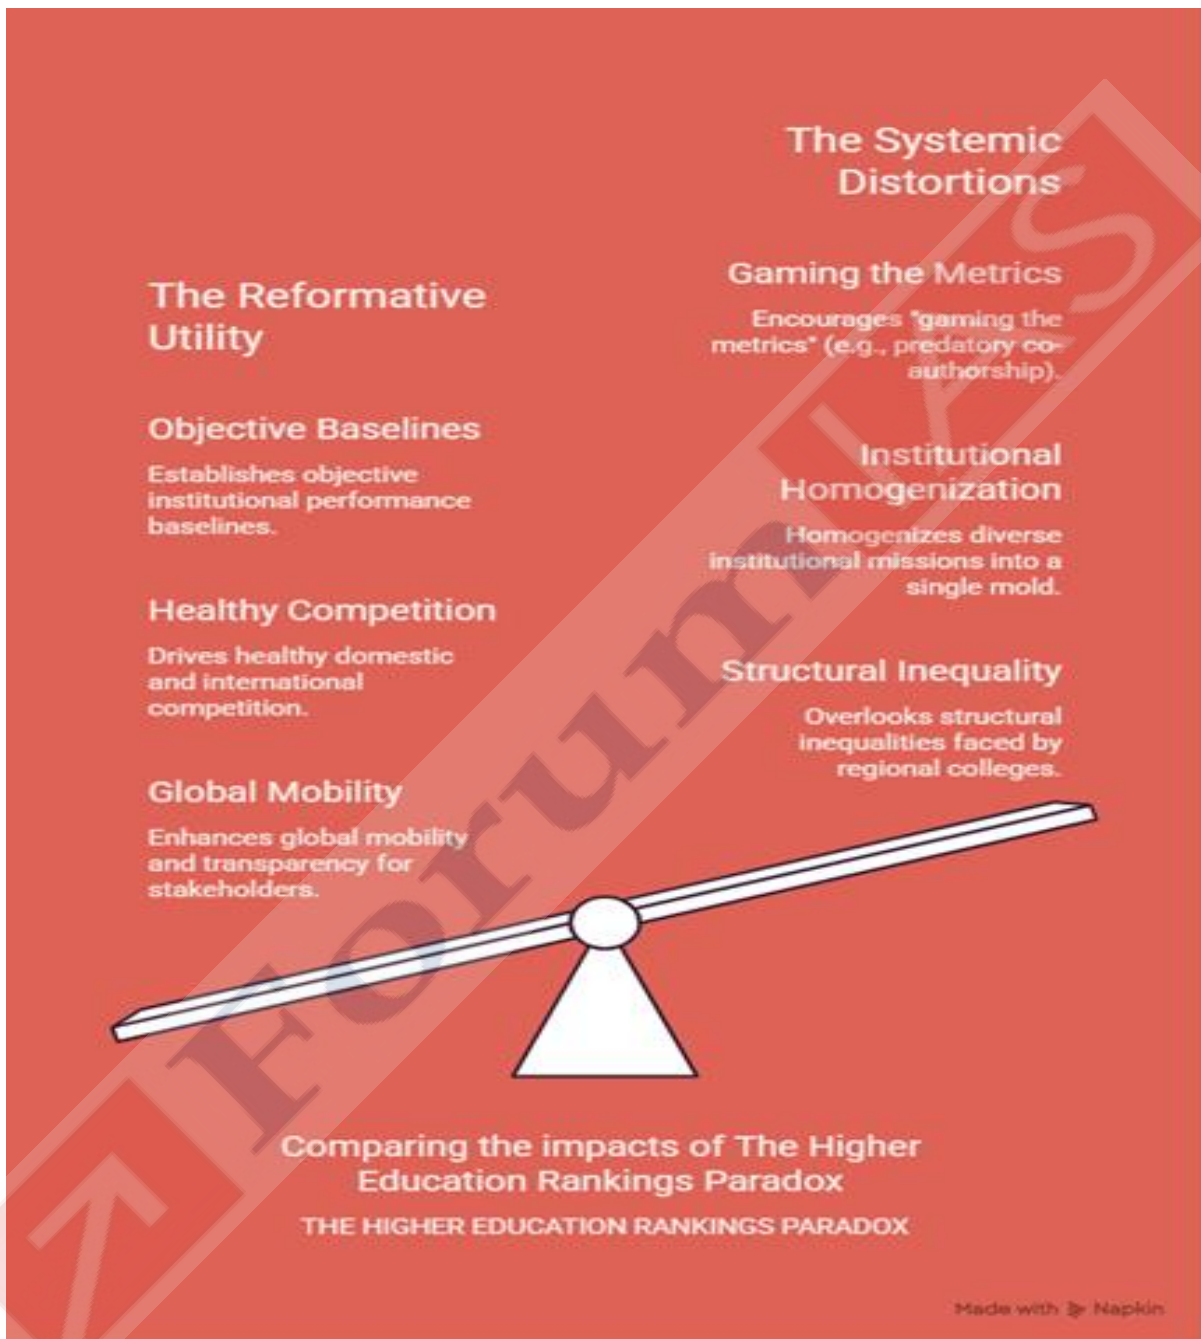 The Reformative
Utility
Objective Baselines
Establishes objective
institutional performance
baselines.
Healthy Competition
Drives healthy domestic
and international
competition.
Global Mobility
Enhances global mobility
and transparency for
stakeholders.
The Systemic
Distortions
Gaming the Metrics
Encourages "gaming the
metrics" (e.g., predatory co-
authorship).
Institutional
Homogenization
Homogenizes diverse
institutional missions into a
single mold.
Structural Inequality
Overlooks structural
inequalities faced by
regional colleges.
Comparing the impacts of The Higher
Education Rankings Paradox
THE HIGHER EDUCATION RANKINGS PARADOX
Made with Napkin
Forum IAS